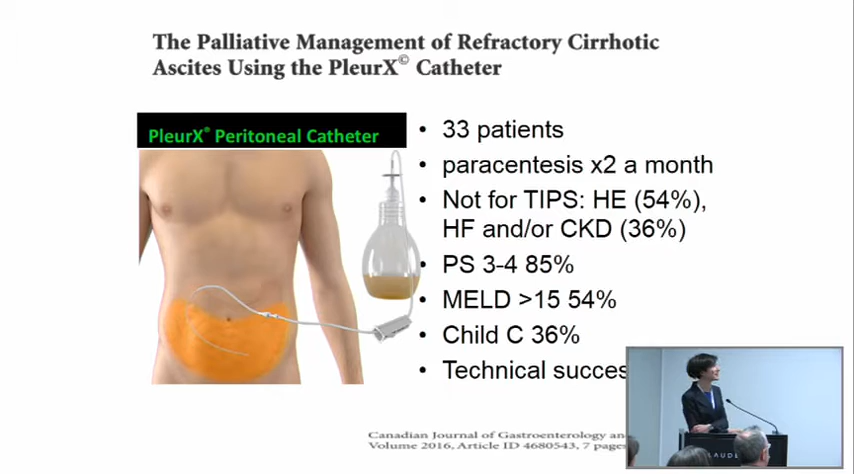 The Palliative Management of Refractory Cirrhotic
Ascites Using the PleurX© Catheter
PleurX® Peritoneal Catheter
• 33 patients
• paracentesis x2 a month
• Not for TIPS: HE (54%),
HF and/or CKD (36%)
• PS 3-4 85%
• MELD >15 54%
• Child C 36%
• Technical
Canadian Journal of Gastroenterology
Volume 2016, Article ID 4680543, 7 pages